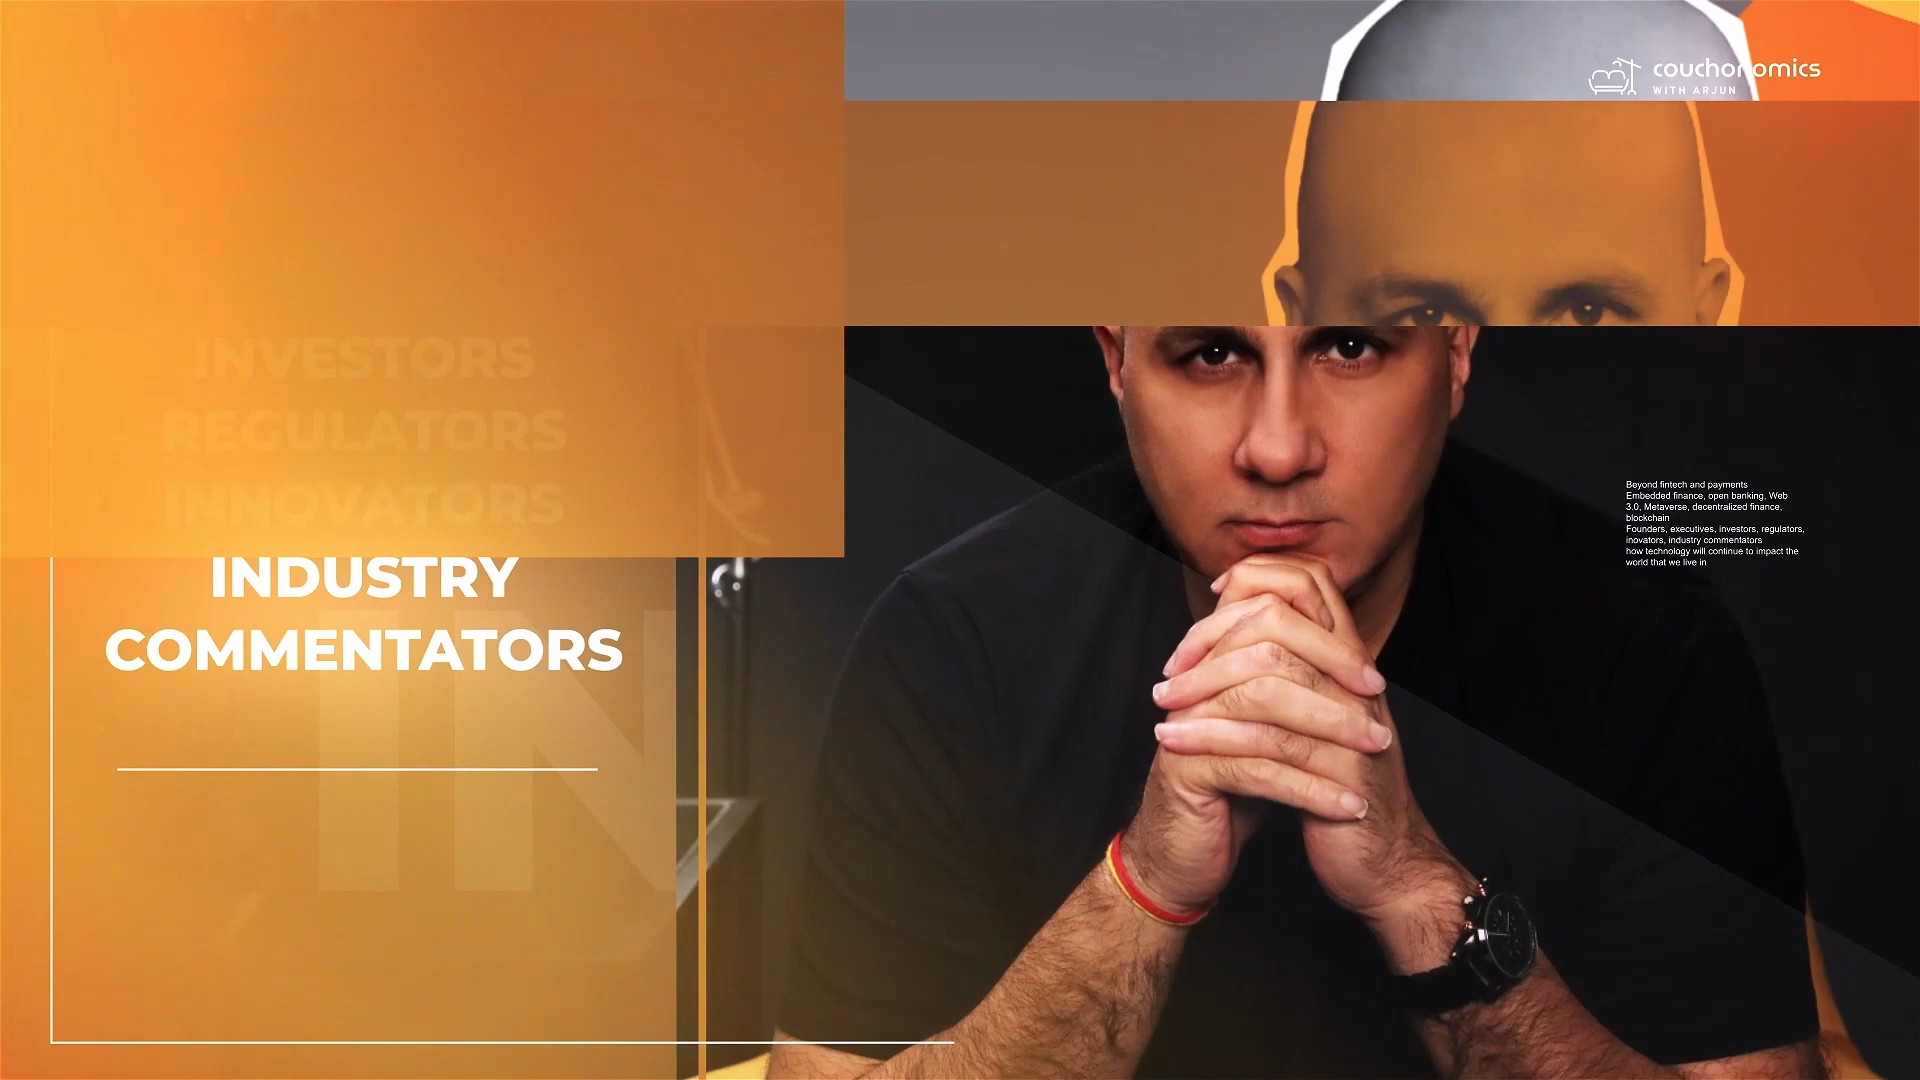 couchonomics
WITH ARJUN
INVESTORS
REGULATORS
INNOVATORS
INDUSTRY
COMMENTATORS
IN
Beyond fintech and payments
Embedded finance, open banking, Web
3.0, Metaverse, decentralized finance,
blockchain
Founders, executives, investors, regulators,
inovators, industry commentators
how technology will continue to impact the
world that we live in